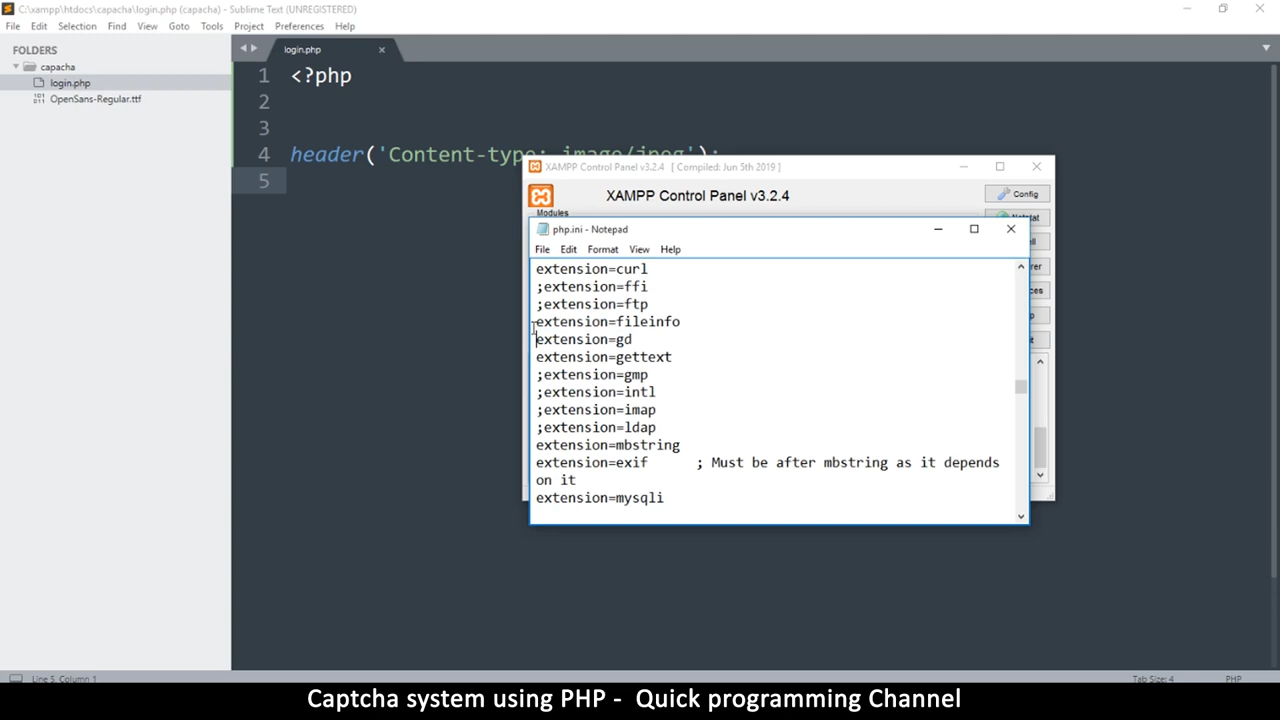 C:\xampp\htdocs\capacha\login.php (capacha) - Sublime Text (UNREGISTERED)
File Edit Selection Find View Goto Tools Project Preferences Help
FOLDERS
capacha
login.php
OpenSans-Regular.ttf
login.php
1 <?php
2
3
4 header('Content-type: image/jpeg');
5
XAMPP Control Panel v3.2.4 [ Compiled: Jun 5th 2019 ]
XAMPP Control Panel v3.2.4
Config
Modules
php.ini - Notepad
File Edit Format View Help
extension=curl
;extension=ffi
;extension=ftp
extension=fileinfo
extension=gd
extension=gettext
;extension=gmp
;extension=intl
;extension=imap
;extension=ldap
extension=mbstring
extension=exif ; Must be after mbstring as it depends
on it
extension=mysqli
Line 5, Column 1
Tab Size: 4
PHP
Captcha system using PHP - Quick programming Channel